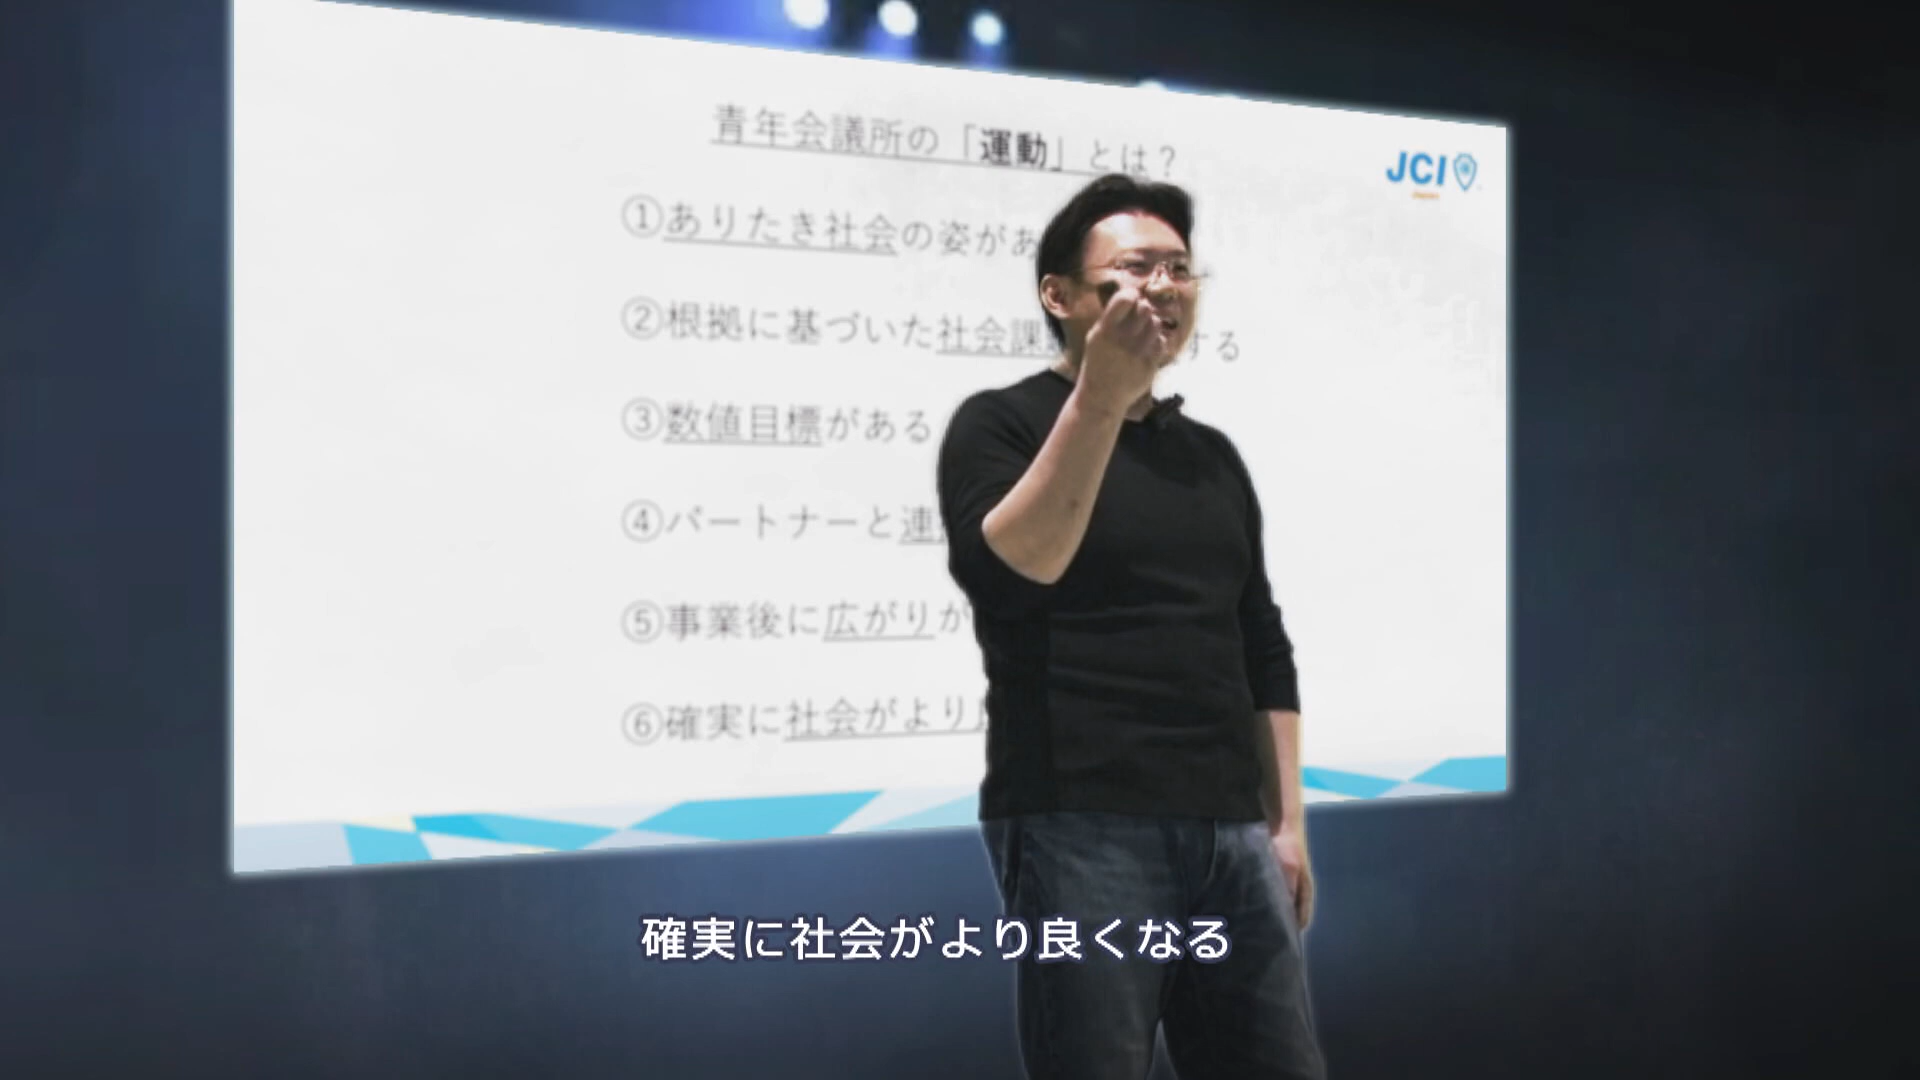 青年会議所の「運動」とは？
JCI
①ありたき社会の姿があ
②根拠に基づいた社会課 する
③数値目標がある
④パートナーと連
⑤事業後に広がりが
⑥確実に社会がより
確実に社会がより良くなる